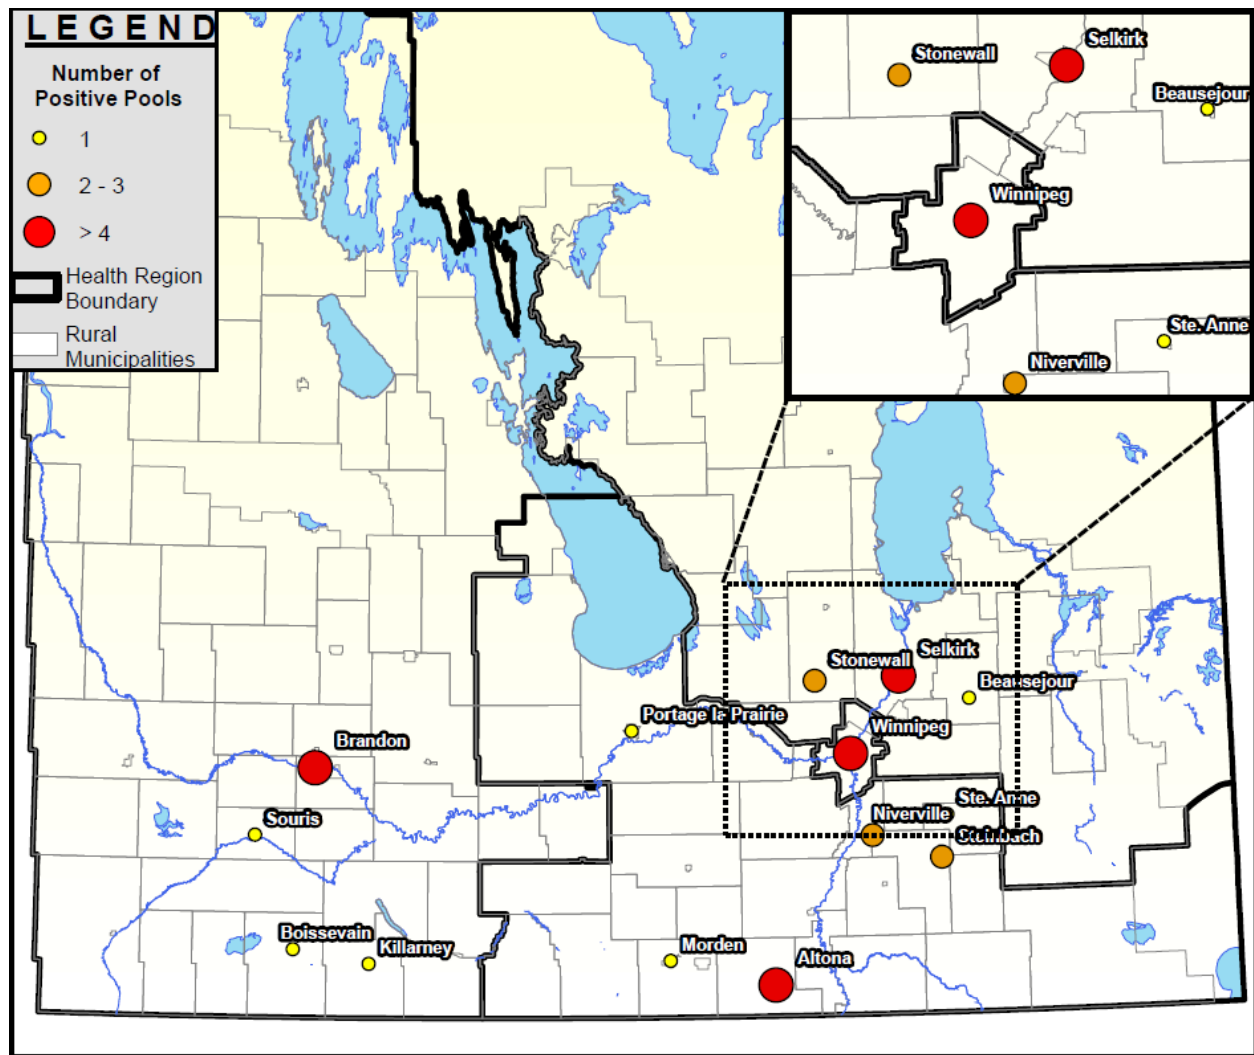 LEGEND
Number of
Positive Pools
1
2 - 3
> 4
Health Region
Boundary
Rural
Municipalities
Stonewall
Selkirk
Beausejour
Winnipeg
Ste. Anne
Niverville
Stonewall
Selkirk
Beausejour
Portage la Prairie
Winnipeg
Brandon
Ste. Anne
Niverville
Souris
Steinbach
Boissevain
Killarney
Morden
Altona